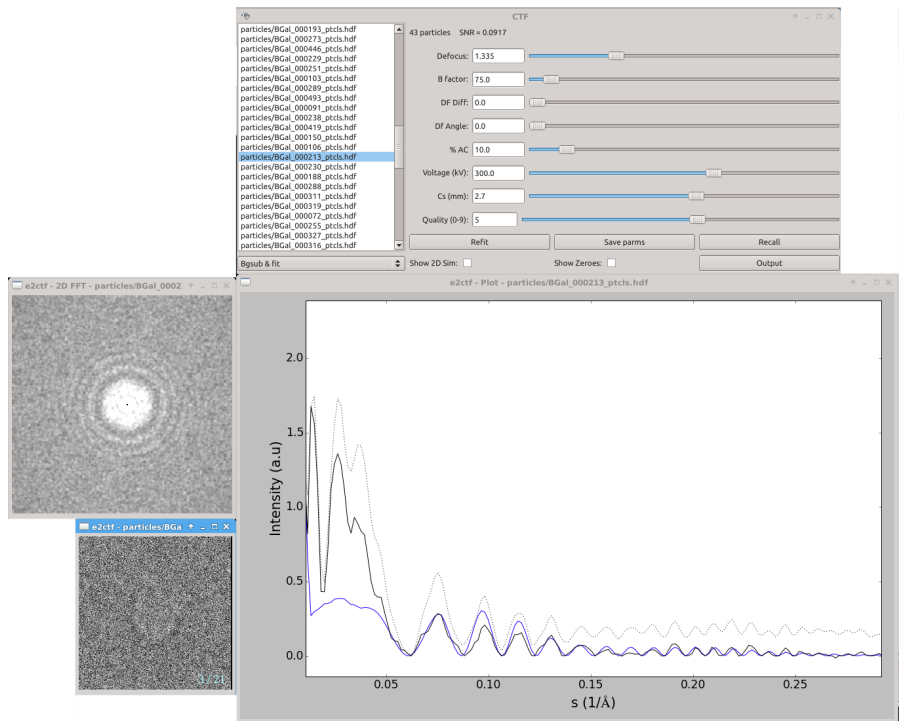 CTF
particles/BGal_000193_ptcls.hdf
particles/BGal_000273_ptcls.hdf
particles/BGal_000446_ptcls.hdf
particles/BGal_000229_ptcls.hdf
particles/BGal_000251_ptcls.hdf
particles/BGal_000103_ptcls.hdf
particles/BGal_000289_ptcls.hdf
particles/BGal_000493_ptcls.hdf
particles/BGal_000091_ptcls.hdf
particles/BGal_000238_ptcls.hdf
particles/BGal_000419_ptcls.hdf
particles/BGal_000150_ptcls.hdf
particles/BGal_000106_ptcls.hdf
particles/BGal_000213_ptcls.hdf
particles/BGal_000230_ptcls.hdf
particles/BGal_000188_ptcls.hdf
particles/BGal_000288_ptcls.hdf
particles/BGal_000311_ptcls.hdf
particles/BGal_000319_ptcls.hdf
particles/BGal_000072_ptcls.hdf
particles/BGal_000255_ptcls.hdf
particles/BGal_000327_ptcls.hdf
particles/BGal_000316_ptcls.hdf
Bgsub & fit
43 particles SNR = 0.0917
Defocus: 1.335
B factor: 75.0
DF Diff: 0.0
Df Angle: 0.0
% AC 10.0
Voltage (kV): 300.0
Cs (mm): 2.7
Quality (0-9): 5
Refit Save parms Recall
Show 2D Sim: Show Zeroes: Output
e2ctf - 2D FFT - particles/BGal_0002
e2ctf - particles/BGa
3/21
e2ctf - Plot - particles/BGal_000213_ptcls.hdf
Intensity (a.u)
2.0
1.5
1.0
0.5
0.0
0.05 0.10 0.15 0.20 0.25
s (1/Å)